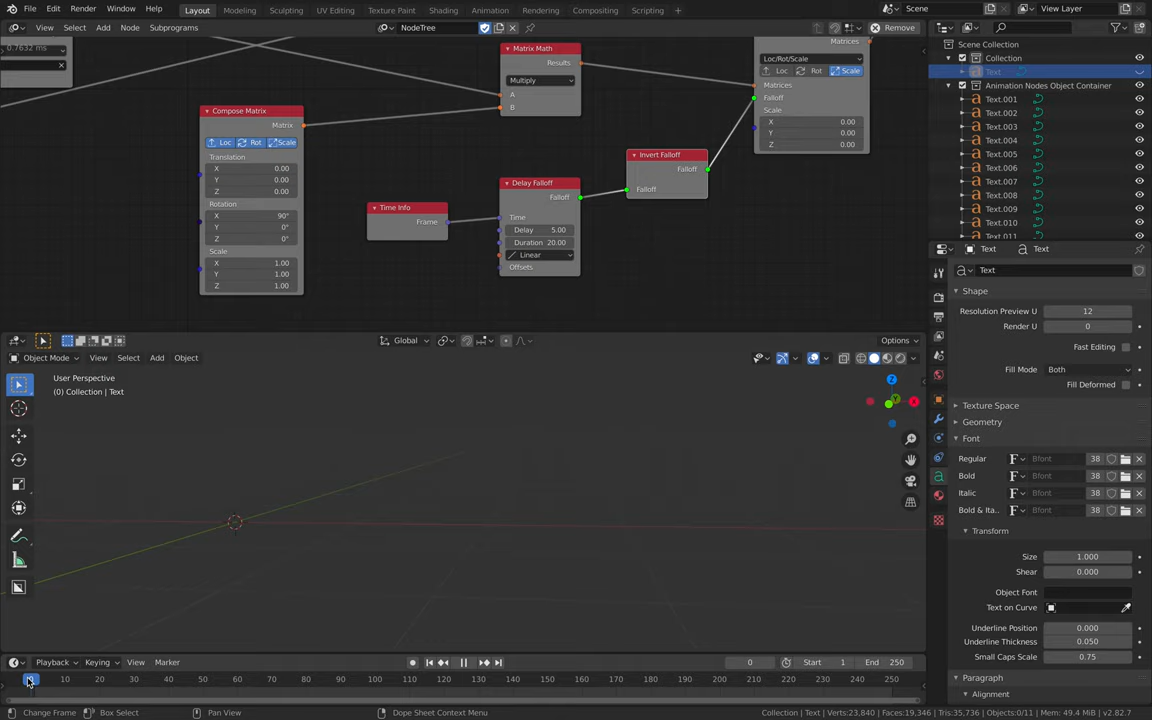 File Edit Render Window Help Layout Modeling Sculpting UV Editing Texture Paint Shading Animation Rendering Compositing Scripting Scene View Layer
View Select Add Node Subprograms NodeTree Remove
0.7632 ms
Matrix Math
Results
Multiply
A
B
Compose Matrix
Matrix
Loc Rot Scale
Translation
X 0.00
Y 0.00
Z 0.00
Rotation
X 90°
Y 0°
Z 0°
Scale
X 1.00
Y 1.00
Z 1.00
Time Info
Frame
Delay Falloff
Falloff
Time
Delay 5.00
Duration 20.00
Linear
Offsets
Invert Falloff
Falloff
Falloff
Matrices
Loc/Rot/Scale
Loc Rot Scale
Matrices
Falloff
Scale
X 0.00
Y 0.00
Z 0.00
Scene Collection
Collection
Text
Animation Nodes Object Container
Text.001
Text.002
Text.003
Text.004
Text.005
Text.006
Text.007
Text.008
Text.009
Text.010
Text.011
Global
Options
Object Mode View Select Add Object
User Perspective
(0) Collection | Text
Z
Y
X
Text Text
Text
Shape
Resolution Preview U 12
Render U 0
Fast Editing
Fill Mode Both
Fill Deformed
Texture Space
Geometry
Font
Regular Bfont 38
Bold Bfont 38
Italic Bfont 38
Bold & Ita.. Bfont 38
Transform
Size 1.000
Shear 0.000
Object Font
Text on Curve
Underline Position 0.000
Underline Thickness 0.050
Small Caps Scale 0.75
Paragraph
Alignment
Playback Keying View Marker 0 Start 1 End 250
0 10 20 30 40 50 60 70 80 90 100 110 120 130 140 150 160 170 180 190 200 210 220 230 240 250
Change Frame Box Select Pan View Dope Sheet Context Menu Collection | Text | Verts:23,840 | Faces:19,346 | Tris:35,736 | Objects:0/11 | Mem: 49.4 MiB | v2.82.7